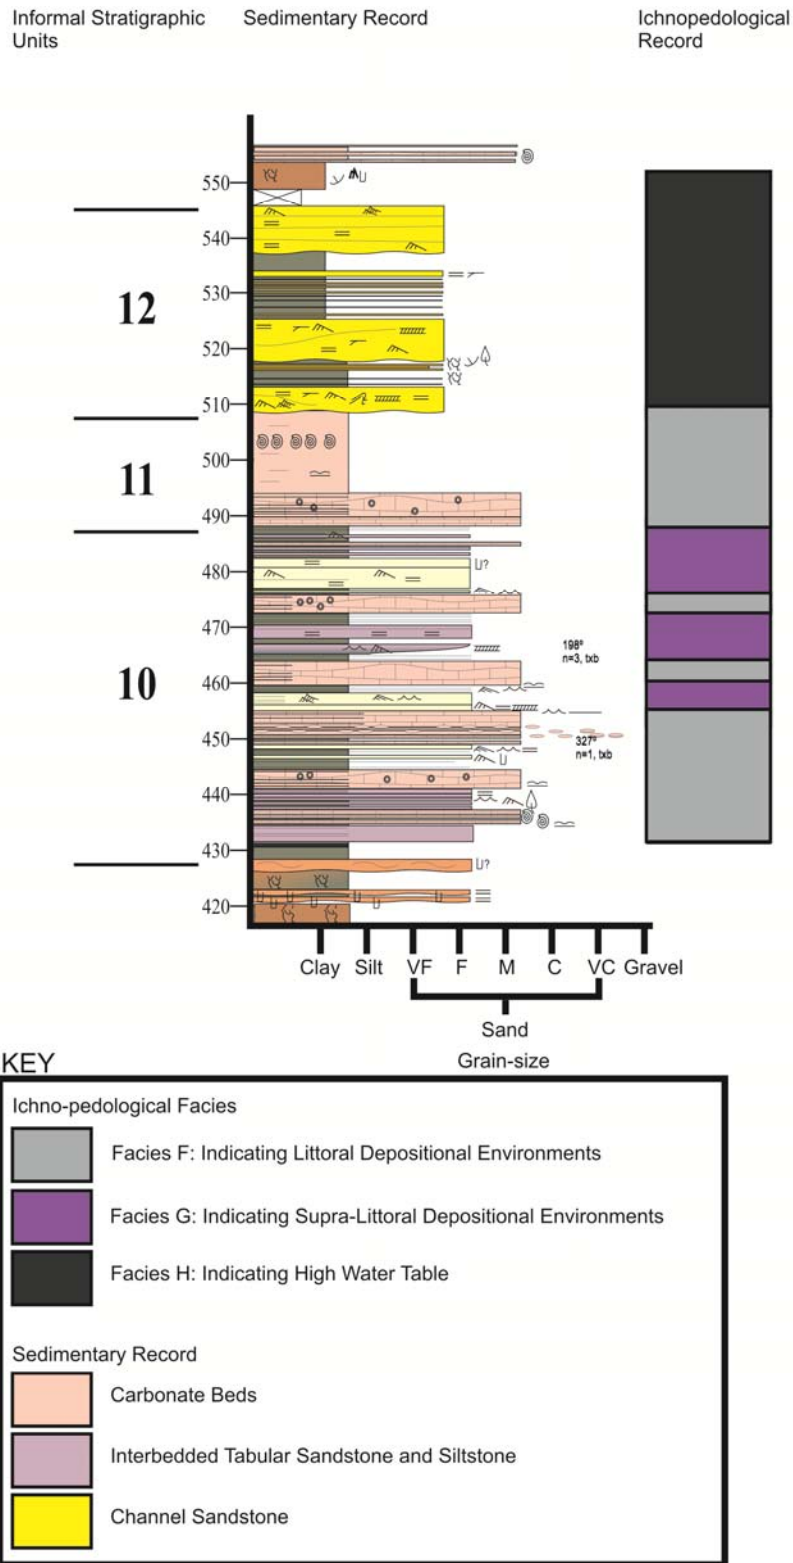 Informal Stratigraphic
Units
Sedimentary Record
Ichnopedological
Record
550
540
12
530
520
510
500
11
490
480
U?
470
198°
n=3, txb
10
460
450
327°
n=1, txb
440
430
U?
420
Clay Silt VF F M C VC Gravel
Sand
Grain-size
KEY
Ichno-pedological Facies
Facies F: Indicating Littoral Depositional Environments
Facies G: Indicating Supra-Littoral Depositional Environments
Facies H: Indicating High Water Table
Sedimentary Record
Carbonate Beds
Interbedded Tabular Sandstone and Siltstone
Channel Sandstone